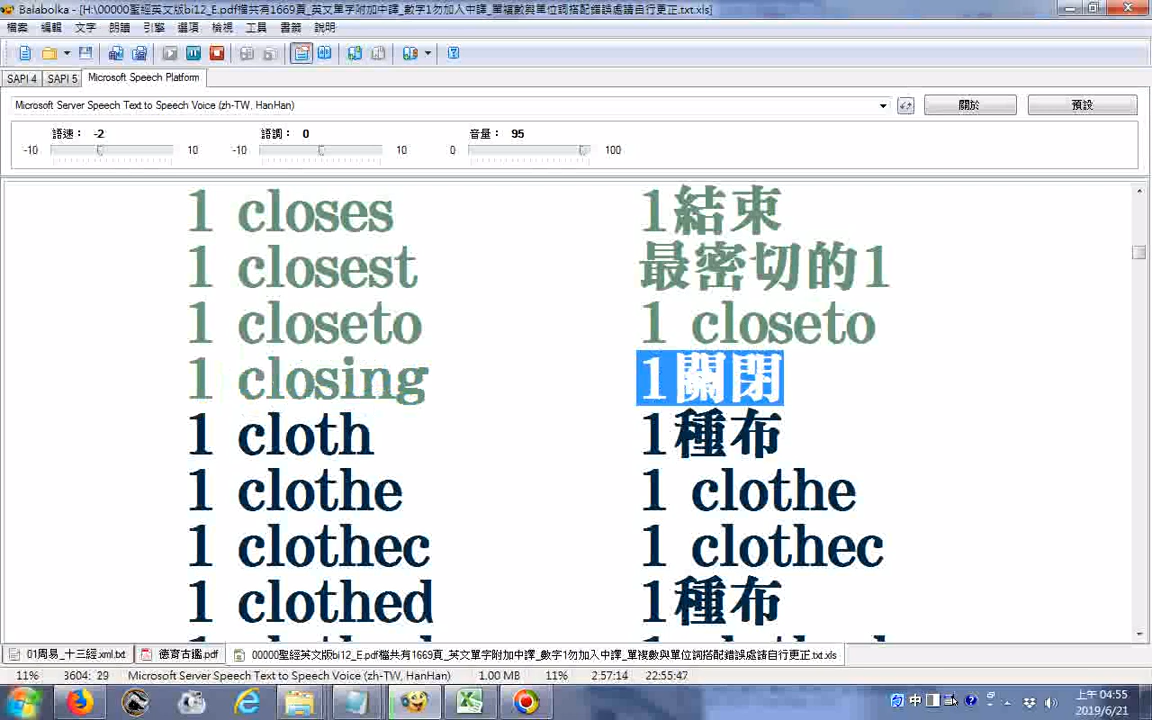 Balabolka - [H:\00000聖經英文版bi12_E.pdf檔共有1669頁_英文單字附加中譯_數字1勿加入中譯_單複數與單位詞搭配錯誤處請自行更正.txt.xls]
檔案 編輯 文字 朗讀 引擎 選項 檢視 工具 書籤 說明
SAPI 4 SAPI 5 Microsoft Speech Platform
Microsoft Server Speech Text to Speech Voice (zh-TW, HanHan) 關於 預設
語速： -2 語調： 0 音量： 95
-10 10 -10 10 0 100
1 closes 1結束
1 closest 最密切的1
1 closeto 1 closeto
1 closing 1關閉
1 cloth 1種布
1 clothe 1 clothe
1 clothec 1 clothec
1 clothed 1種布
01周易_十三經.xml.txt 德育古鑑.pdf 00000聖經英文版bi12_E.pdf檔共有1669頁_英文單字附加中譯_數字1勿加入中譯_單複數與單位詞搭配錯誤處請自行更正.txt.xls
11% 3604: 29 Microsoft Server Speech Text to Speech Voice (zh-TW, HanHan) 1.00 MB 11% 2:57:14 22:55:47
中 上午 04:55
2019/6/21